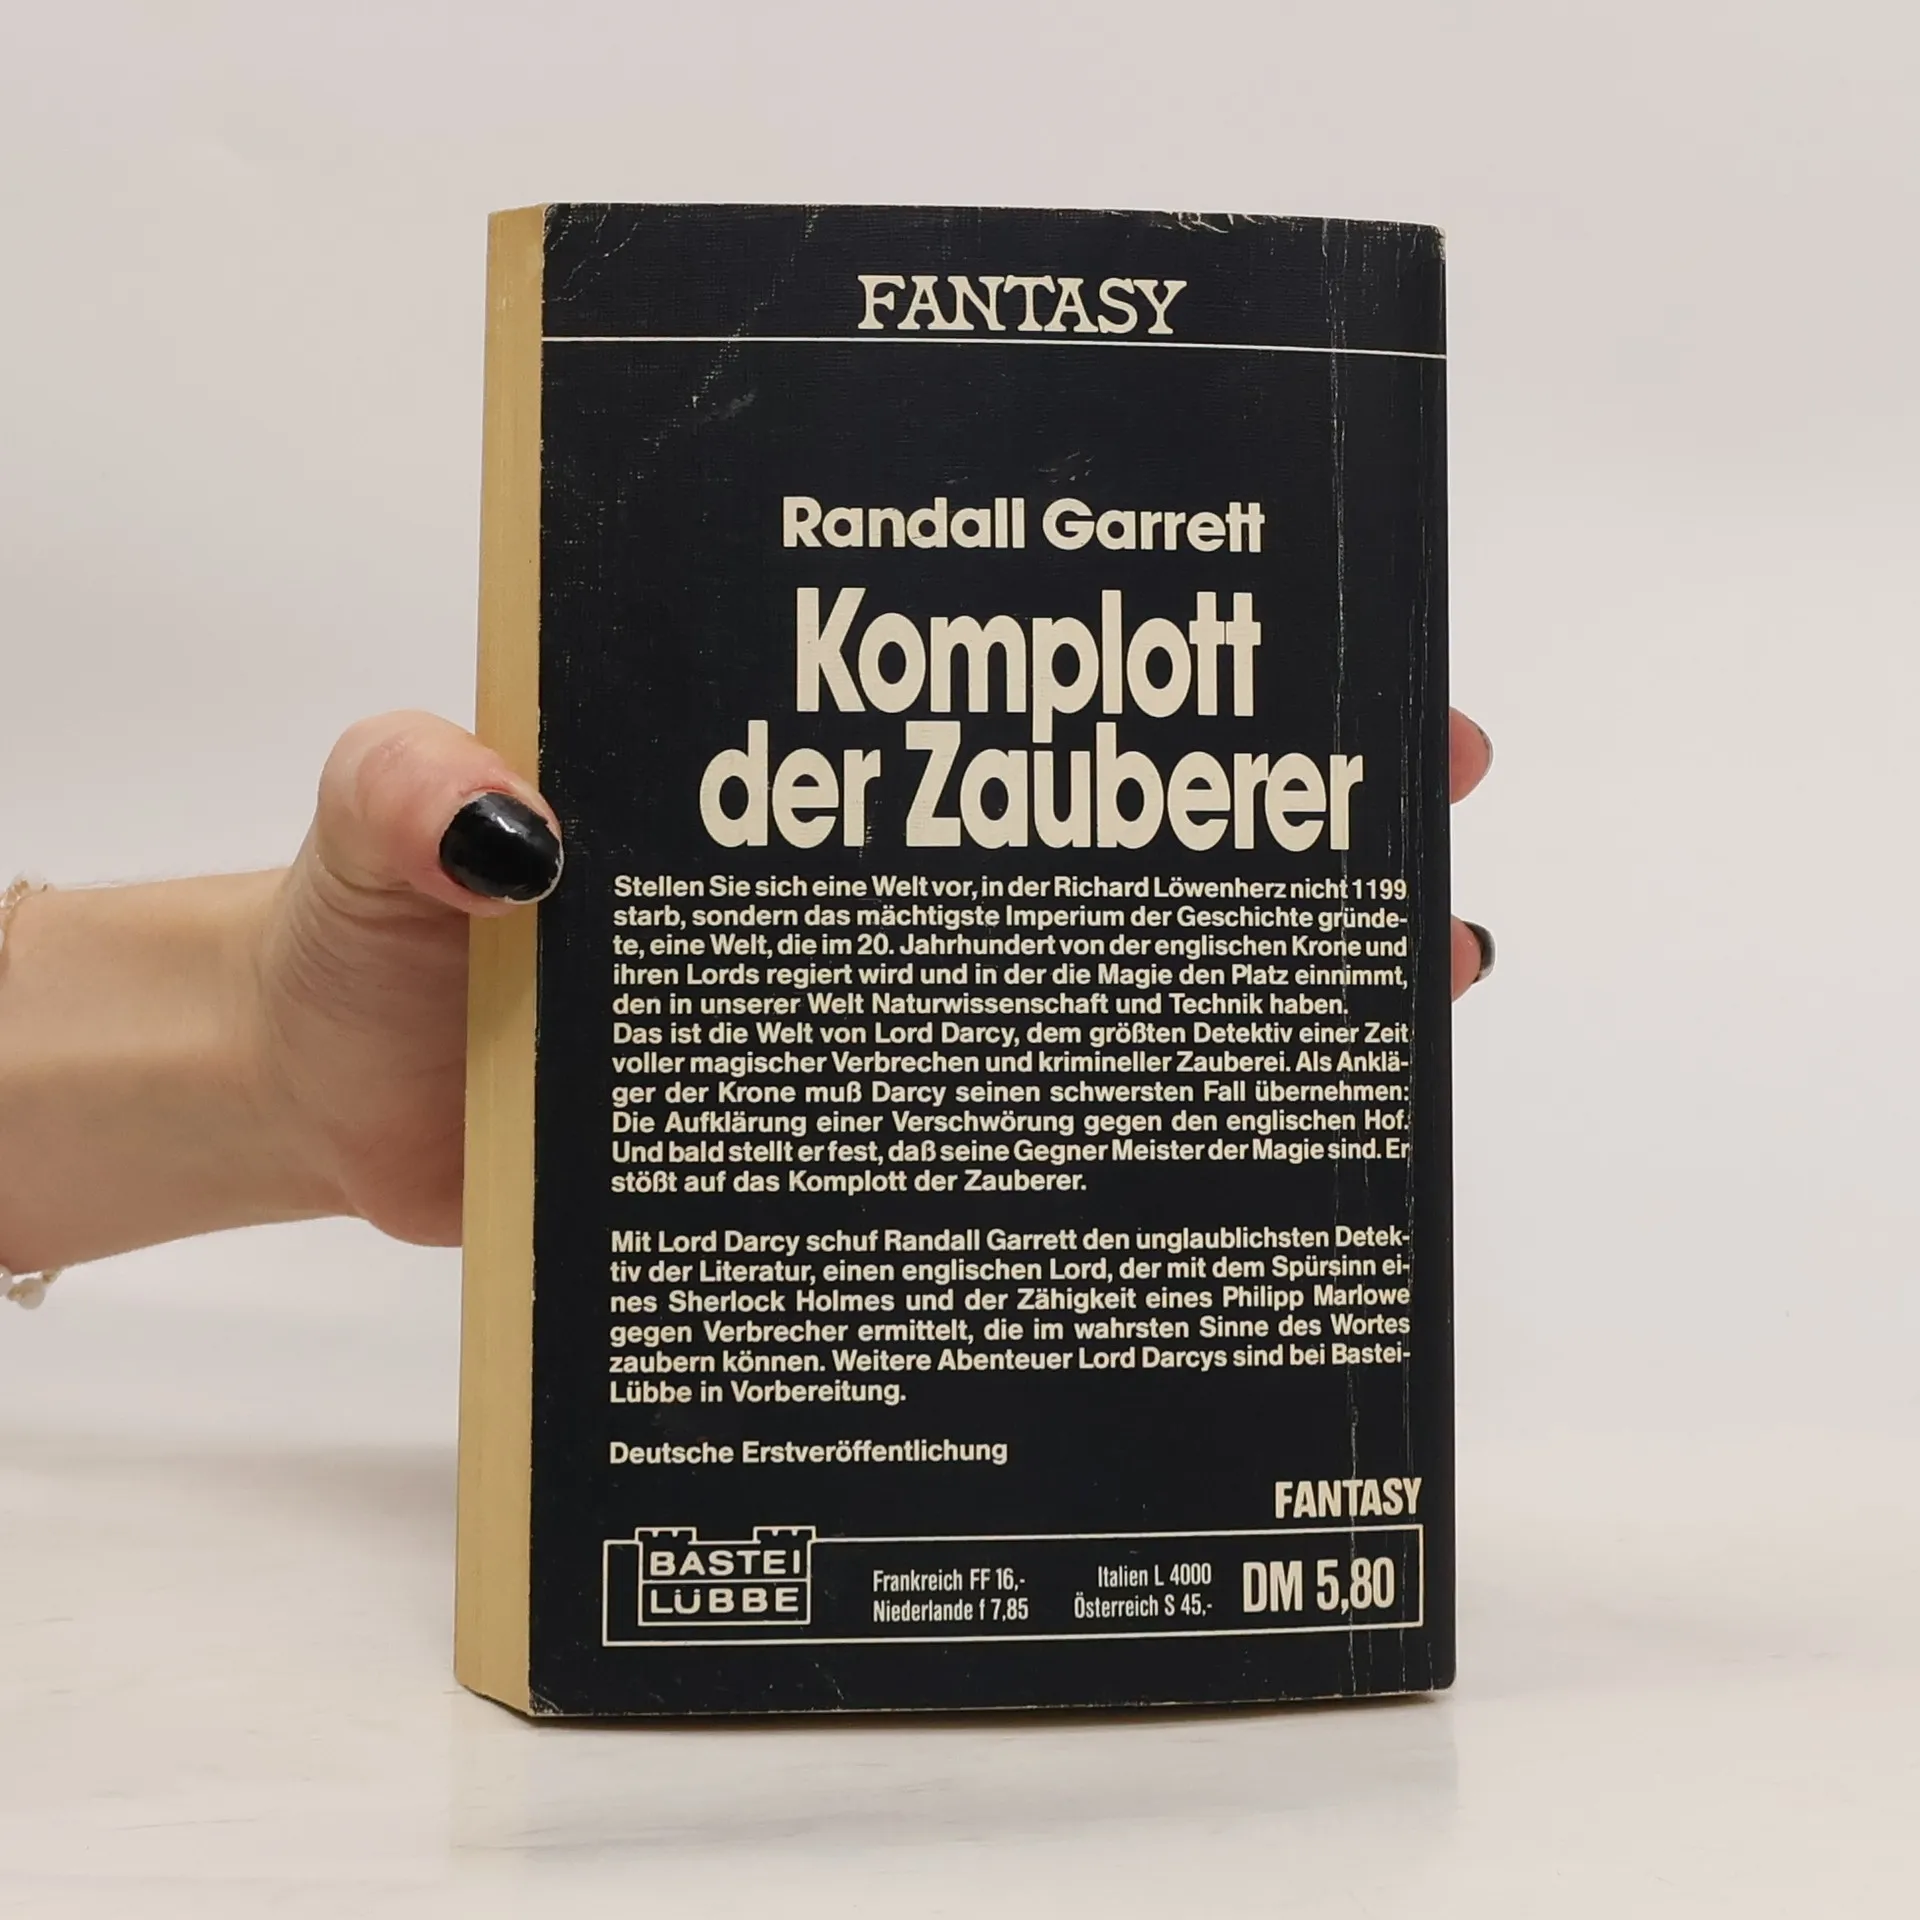 FANTASY
Randall Garrett
Komplott
der Zauberer
Stellen Sie sich eine Welt vor, in der Richard Löwenherz nicht 1199
starb, sondern das mächtigste Imperium der Geschichte gründe-
te, eine Welt, die im 20. Jahrhundert von der englischen Krone und
ihren Lords regiert wird und in der die Magie den Platz einnimmt,
den in unserer Welt Naturwissenschaft und Technik haben.
Das ist die Welt von Lord Darcy, dem größten Detektiv einer Zeit
voller magischer Verbrechen und krimineller Zauberei. Als Anklä-
ger der Krone muß Darcy seinen schwersten Fall übernehmen:
Die Aufklärung einer Verschwörung gegen den englischen Hof.
Und bald stellt er fest, daß seine Gegner Meister der Magie sind. Er
stößt auf das Komplott der Zauberer.
Mit Lord Darcy schuf Randall Garrett den unglaublichsten Detek-
tiv der Literatur, einen englischen Lord, der mit dem Spürsinn ei-
nes Sherlock Holmes und der Zähigkeit eines Philipp Marlowe
gegen Verbrecher ermittelt, die im wahrsten Sinne des Wortes
zaubern können. Weitere Abenteuer Lord Darcys sind bei Bastei-
Lübbe in Vorbereitung.
Deutsche Erstveröffentlichung
FANTASY
BASTEI
LÜBBE
Frankreich FF 16,-
Niederlande f 7,85
Italien L 4000
Österreich S 45,-
DM 5,80